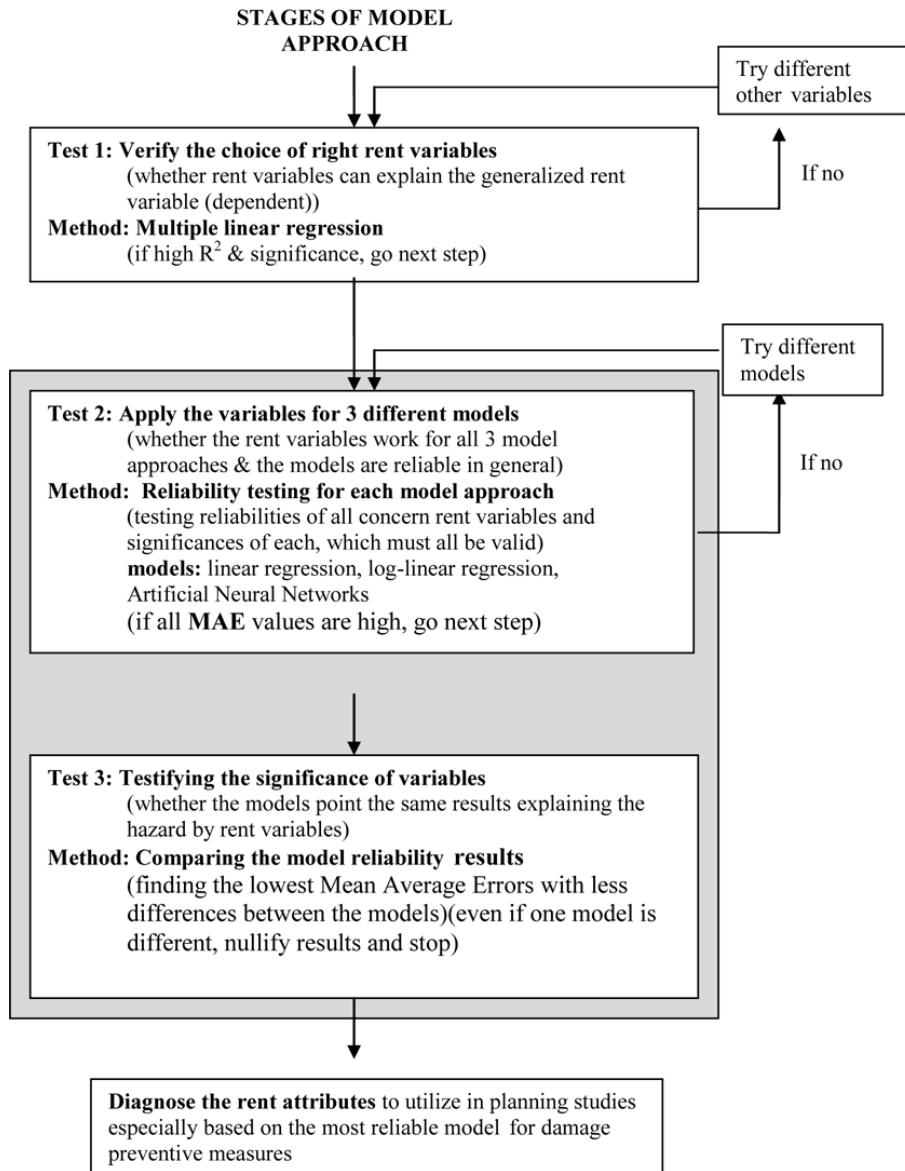 STAGES OF MODEL
APPROACH
Try different
other variables
If no
Test 1: Verify the choice of right rent variables
(whether rent variables can explain the generalized rent
variable (dependent))
Method: Multiple linear regression
(if high R² & significance, go next step)
Try different
models
If no
Test 2: Apply the variables for 3 different models
(whether the rent variables work for all 3 model
approaches & the models are reliable in general)
Method: Reliability testing for each model approach
(testing reliabilities of all concern rent variables and
significances of each, which must all be valid)
models: linear regression, log-linear regression,
Artificial Neural Networks
(if all MAE values are high, go next step)
Test 3: Testifying the significance of variables
(whether the models point the same results explaining the
hazard by rent variables)
Method: Comparing the model reliability results
(finding the lowest Mean Average Errors with less
differences between the models)(even if one model is
different, nullify results and stop)
Diagnose the rent attributes to utilize in planning studies
especially based on the most reliable model for damage
preventive measures